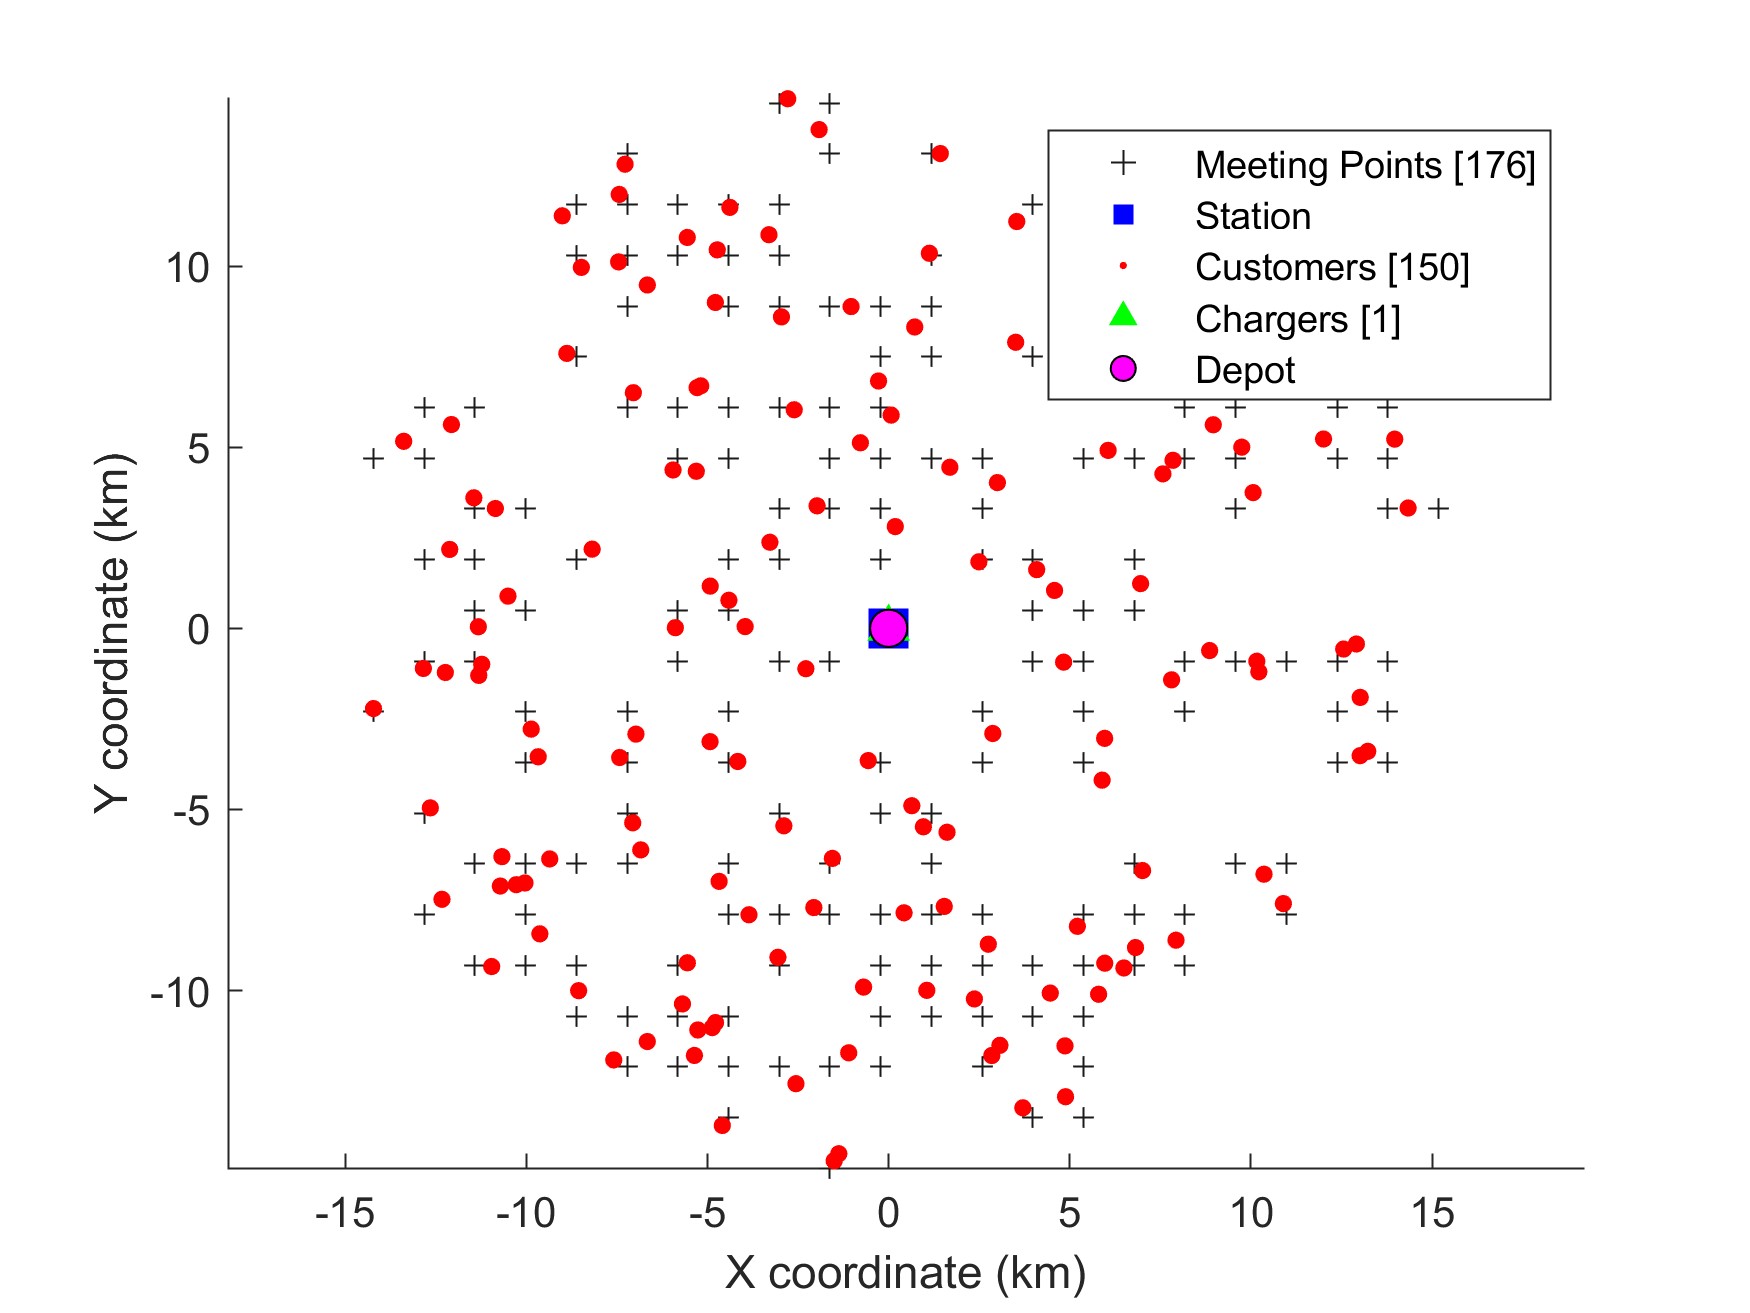 Meeting Points [176]
Station
Customers [150]
Chargers [1]
Depot
10
5
0
-5
-10
Y coordinate (km)
-15
-10
-5
0
5
10
15
X coordinate (km)